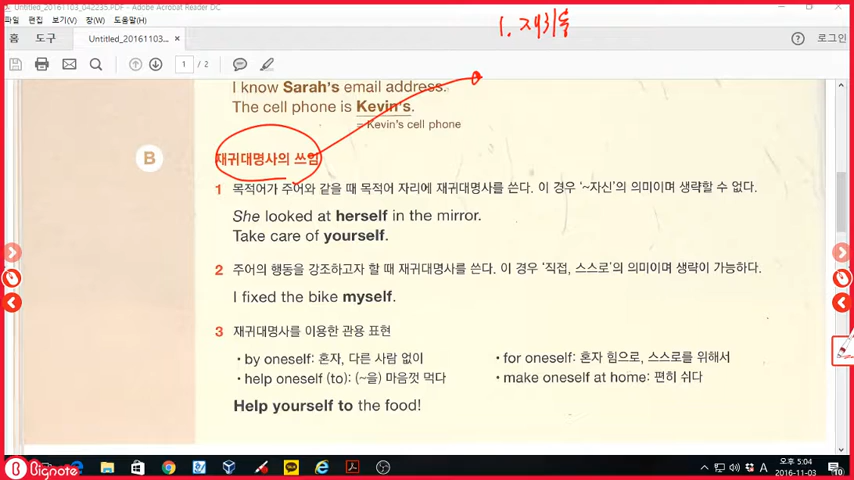 Untitled_20161103_042235.PDF - Adobe Acrobat Reader DC
파일 편집 보기(V) 창(W) 도움말(H)
홈 도구 Untitled_20161103... × 로그인
1 / 2
1. 재귀
I know Sarah's email address.
The cell phone is Kevin's.
= Kevin's cell phone
B 재귀대명사의 쓰임
1 목적어가 주어와 같을 때 목적어 자리에 재귀대명사를 쓴다. 이 경우 '~자신'의 의미이며 생략할 수 없다.
She looked at herself in the mirror.
Take care of yourself.
2 주어의 행동을 강조하고자 할 때 재귀대명사를 쓴다. 이 경우 '직접, 스스로'의 의미이며 생략이 가능하다.
I fixed the bike myself.
3 재귀대명사를 이용한 관용 표현
• by oneself: 혼자, 다른 사람 없이 • for oneself: 혼자 힘으로, 스스로를 위해서
• help oneself (to): (~을) 마음껏 먹다 • make oneself at home: 편히 쉬다
Help yourself to the food!
Bignote
A 오후 5:04
2016-11-03